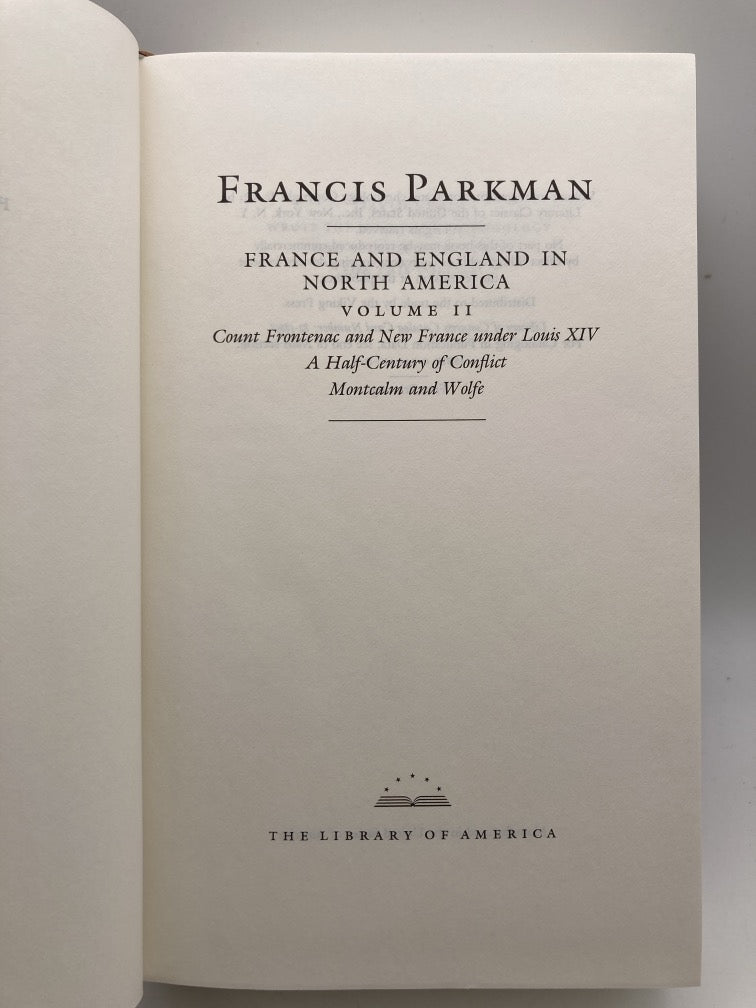 FRANCIS PARKMAN
FRANCE AND ENGLAND IN
NORTH AMERICA
VOLUME II
Count Frontenac and New France under Louis XIV
A Half-Century of Conflict
Montcalm and Wolfe
THE LIBRARY OF AMERICA